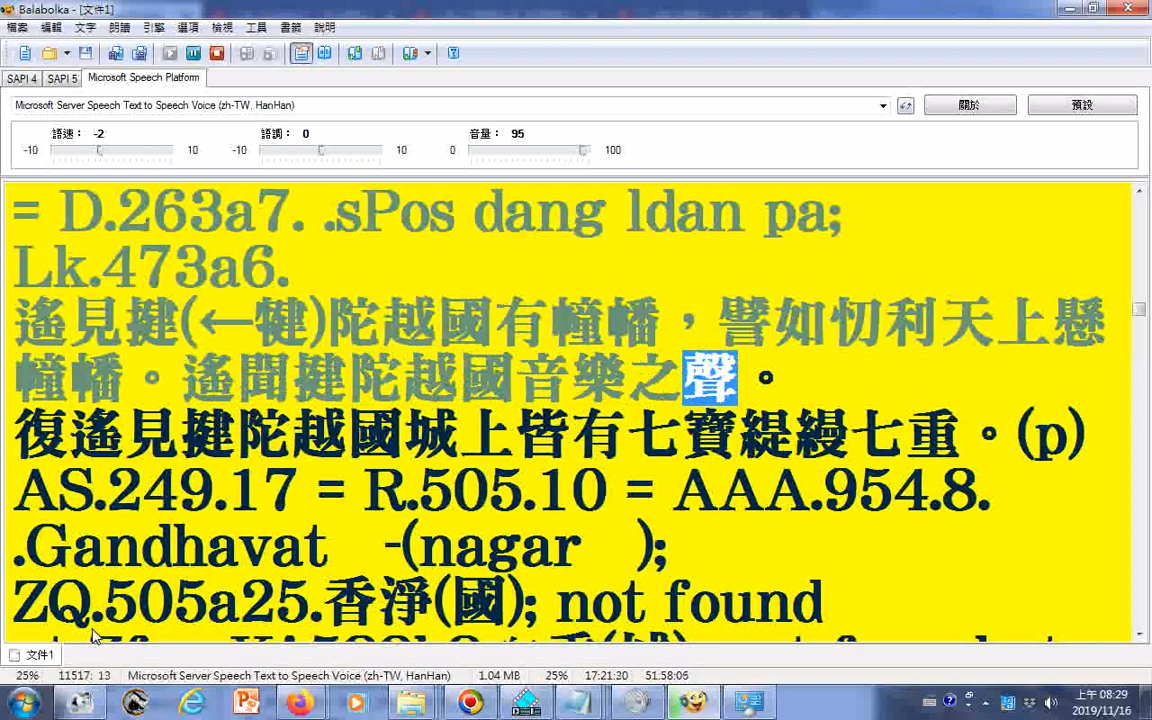 Balabolka - [文件1]
檔案 編輯 文字 朗讀 引擎 選項 檢視 工具 書籤 說明
SAPI 4 SAPI 5 Microsoft Speech Platform
Microsoft Server Speech Text to Speech Voice (zh-TW, HanHan) 關於 預設
語速： -2 語調： 0 音量： 95
-10 10 -10 10 0 100
= D.263a7. .sPos dang ldan pa;
Lk.473a6.
遙見揵(←犍)陀越國有幢幡，譬如忉利天上懸
幢幡。遙聞揵陀越國音樂之聲。
復遙見揵陀越國城上皆有七寶緹縵七重。(p)
AS.249.17 = R.505.10 = AAA.954.8.
.Gandhavat -(nagar );
ZQ.505a25.香淨(國); not found
文件1
25% 11517: 13 Microsoft Server Speech Text to Speech Voice (zh-TW, HanHan) 1.04 MB 25% 17:21:30 51:58:06
上午 08:29
2019/11/16